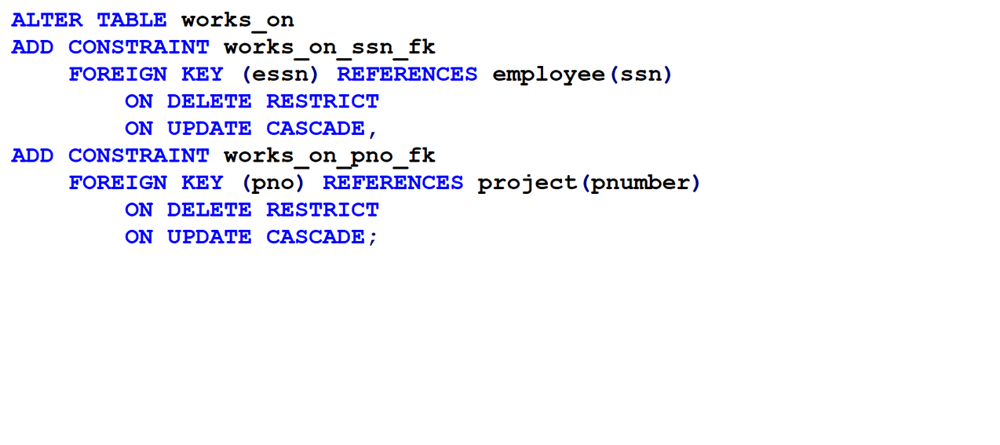 ALTER TABLE works_on
ADD CONSTRAINT works_on_ssn_fk
FOREIGN KEY (essn) REFERENCES employee(ssn)
ON DELETE RESTRICT
ON UPDATE CASCADE,
ADD CONSTRAINT works_on_pno_fk
FOREIGN KEY (pno) REFERENCES project(pnumber)
ON DELETE RESTRICT
ON UPDATE CASCADE;